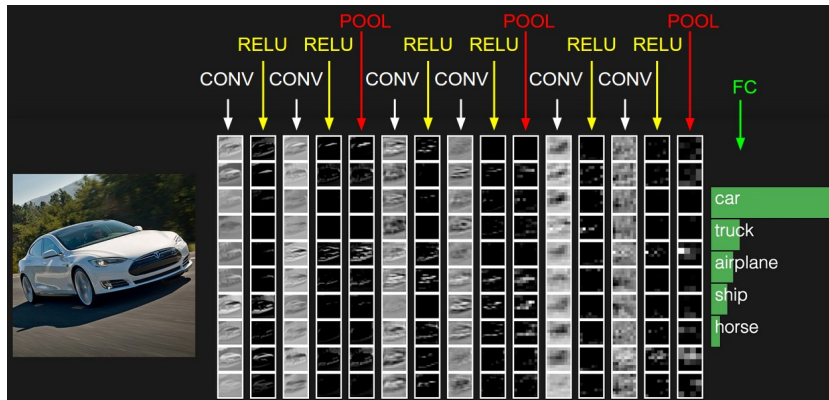 POOL POOL POOL
RELU RELU RELU RELU RELU RELU
CONV CONV CONV CONV CONV CONV
FC
car
truck
airplane
ship
horse